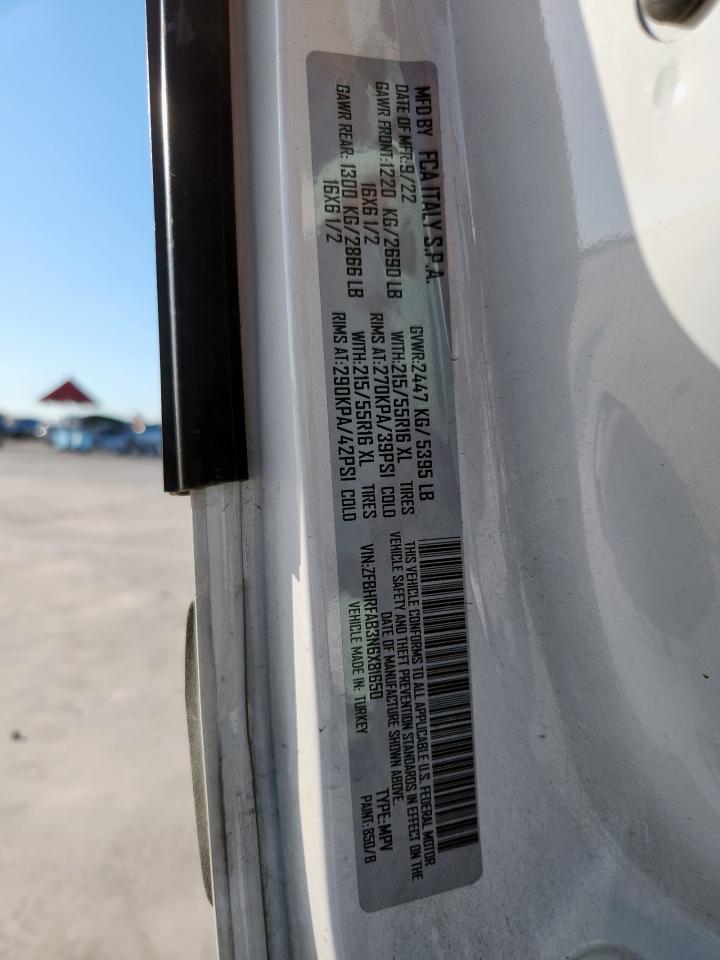 MFD BY FCA ITALY S.P.A.
DATE OF MFR:9/22 GVWR:2447 KG/ 5395 LB
GAWR FRONT:1220 KG/2690 LB WITH:215/55R16 XL TIRES
16X6 1/2 RIMS AT:270KPA/39PSI COLD
GAWR REAR: 1300 KG/2866 LB WITH:215/55R16 XL TIRES
16X6 1/2 RIMS AT:290KPA/42PSI COLD
THIS VEHICLE CONFORMS TO ALL APPLICABLE U.S. FEDERAL MOTOR
VEHICLE SAFETY AND THEFT PREVENTION STANDARDS IN EFFECT ON THE
DATE OF MANUFACTURE SHOWN ABOVE.
VIN:ZFBHRFAB3N6X81650 TYPE:MPV
VEHICLE MADE IN: TURKEY PAINT:850/B